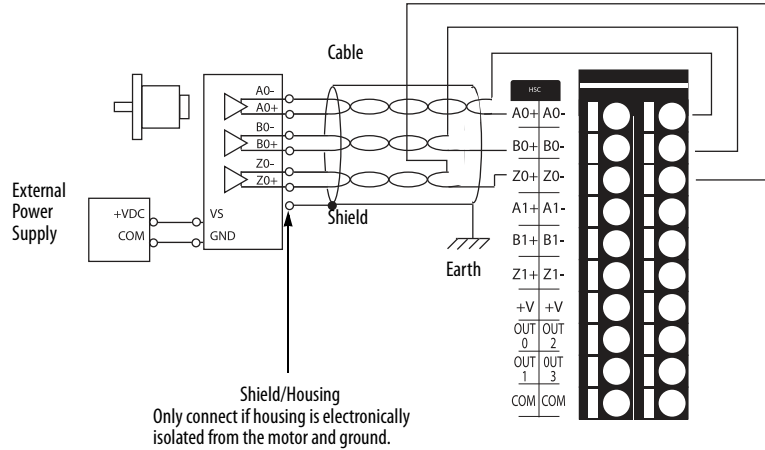 Cable
HSC
A0-
A0+
A0+ A0-
B0-
B0+
B0+ B0-
Z0-
Z0+
Z0+ Z0-
External
Power
Supply
+VDC
COM
VS
GND
Shield
Earth
A1+ A1-
B1+ B1-
Z1+ Z1-
+V +V
OUT OUT
0 2
OUT 0UT
1 3
COM COM
Shield/Housing
Only connect if housing is electronically
isolated from the motor and ground.